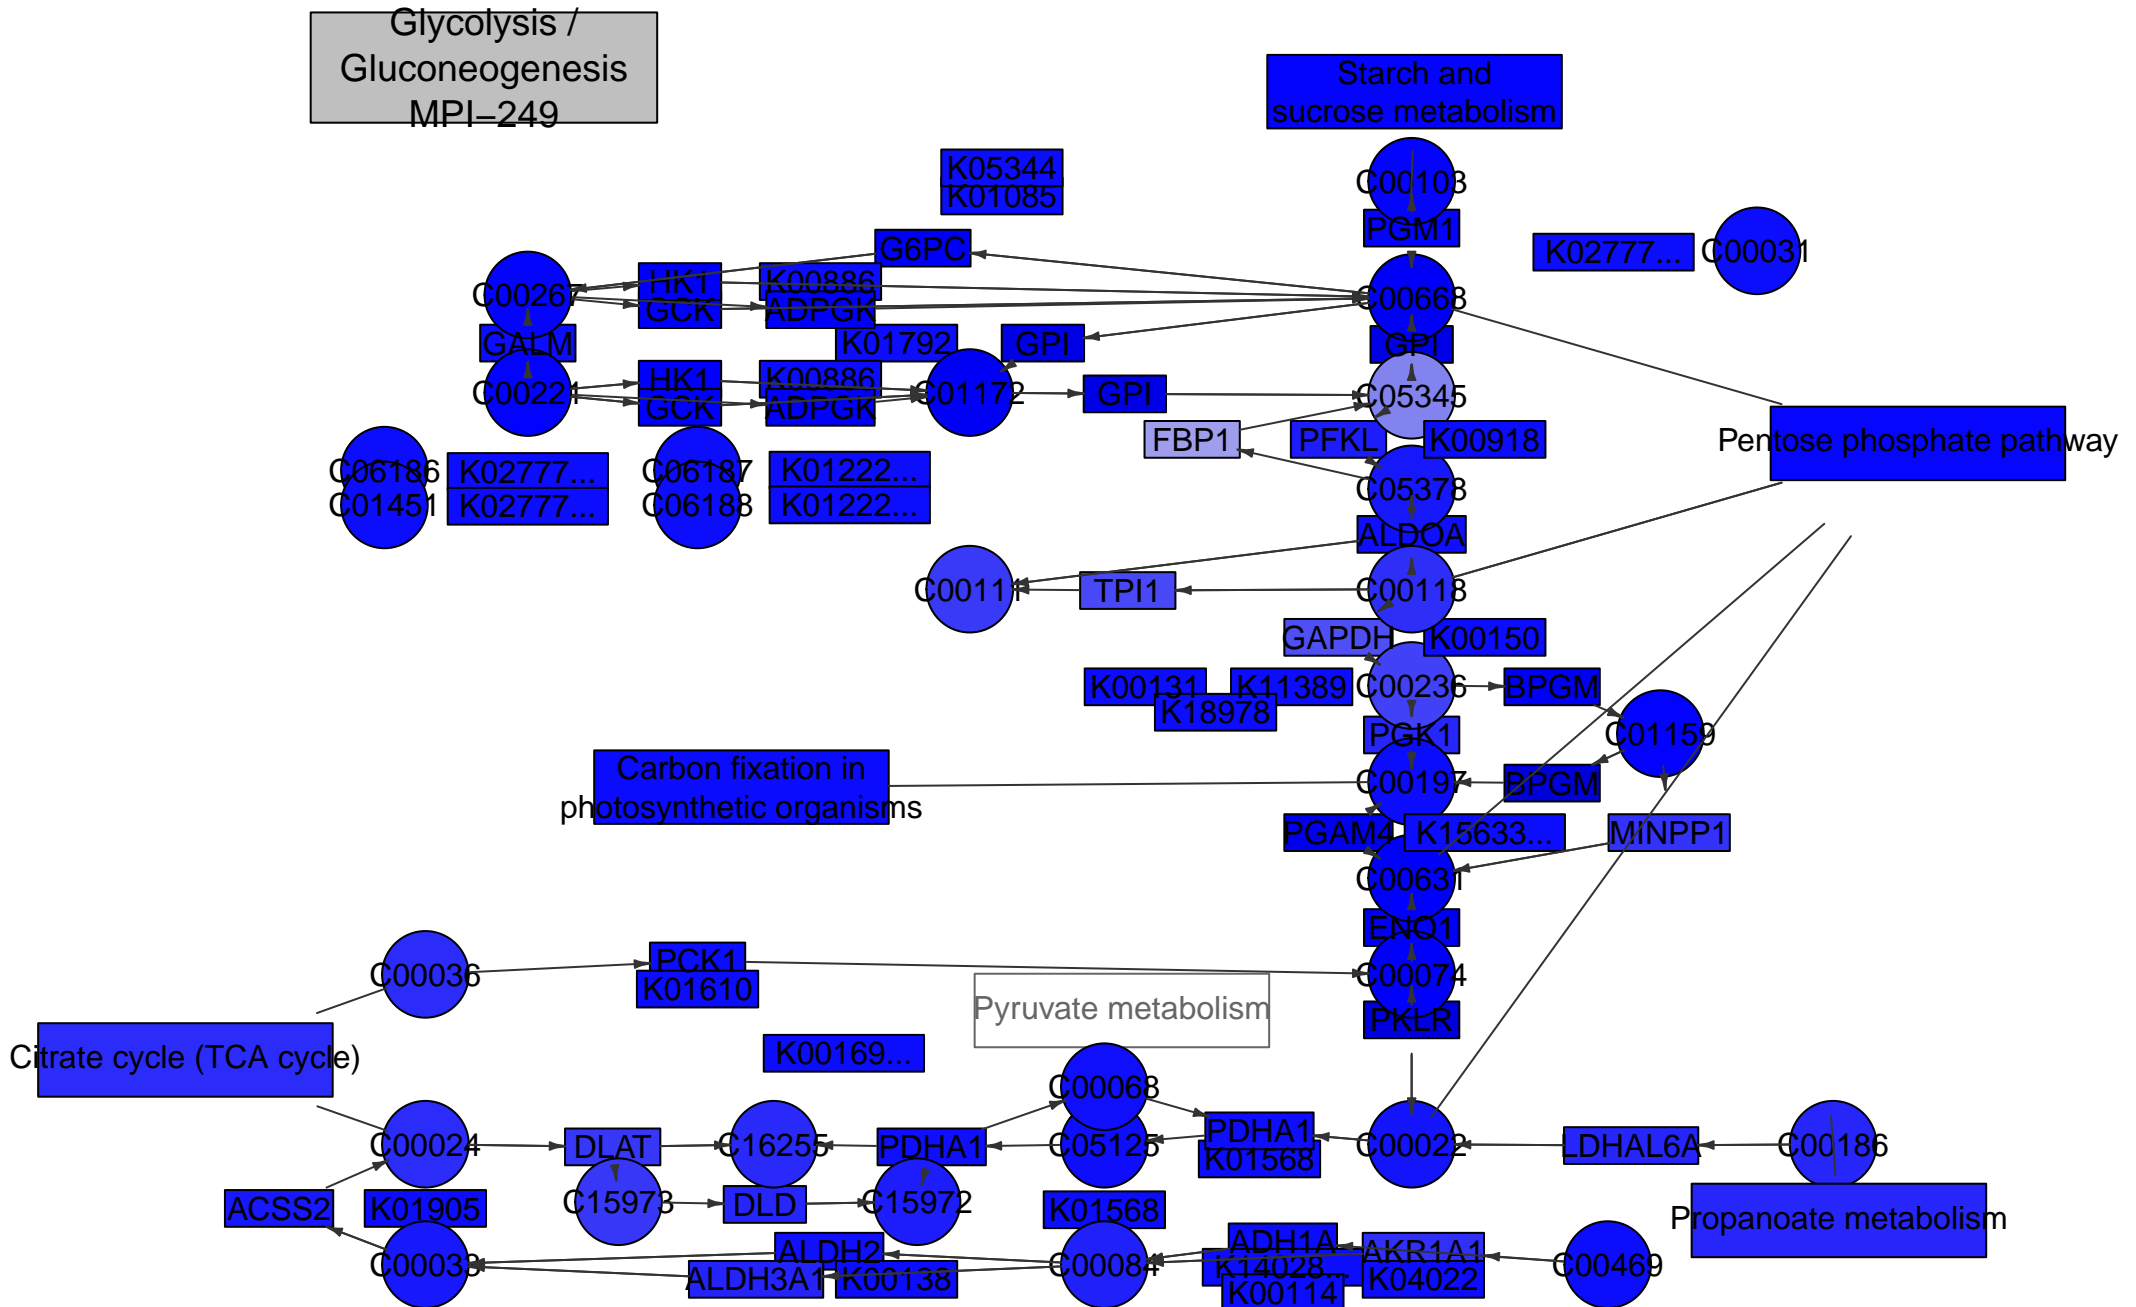 Glycolysis /
Gluconeogenesis
MPI–249
Starch and
sucrose metabolism
K05344
K01085
C00103
PGM1
G6PC
K02777...
C00031
C00267
HK1
K00886
GCK
ADPGK
C00668
GALM
K01792
GPI
GPI
C00221
HK1
K00886
GCK
ADPGK
C01172
GPI
C05345
FBP1
PFKL
K00918
Pentose phosphate pathway
C06186
K02777...
C06187
K01222...
C05378
C01451
K02777...
C06188
K01222...
ALDOA
C00111
TPI1
C00118
GAPDH
K00150
K00131
K11389
C00236
BPGM
K18978
PGK1
C01159
Carbon fixation in
photosynthetic organisms
C00197
BPGM
PGAM4
K15633...
MINPP1
C00631
ENO1
C00036
PCK1
K01610
C00074
Pyruvate metabolism
PKLR
Citrate cycle (TCA cycle)
K00169...
C00068
C00024
DLAT
C16255
PDHA1
C05125
PDHA1
K01568
C00022
LDHAL6A
C00186
ACSS2
K01905
C15973
DLD
C15972
K01568
Propanoate metabolism
C00033
ALDH2
ALDH3A1
K00138
C00084
ADH1A
K14028...
K00114
AKR1A1
K04022
C00469